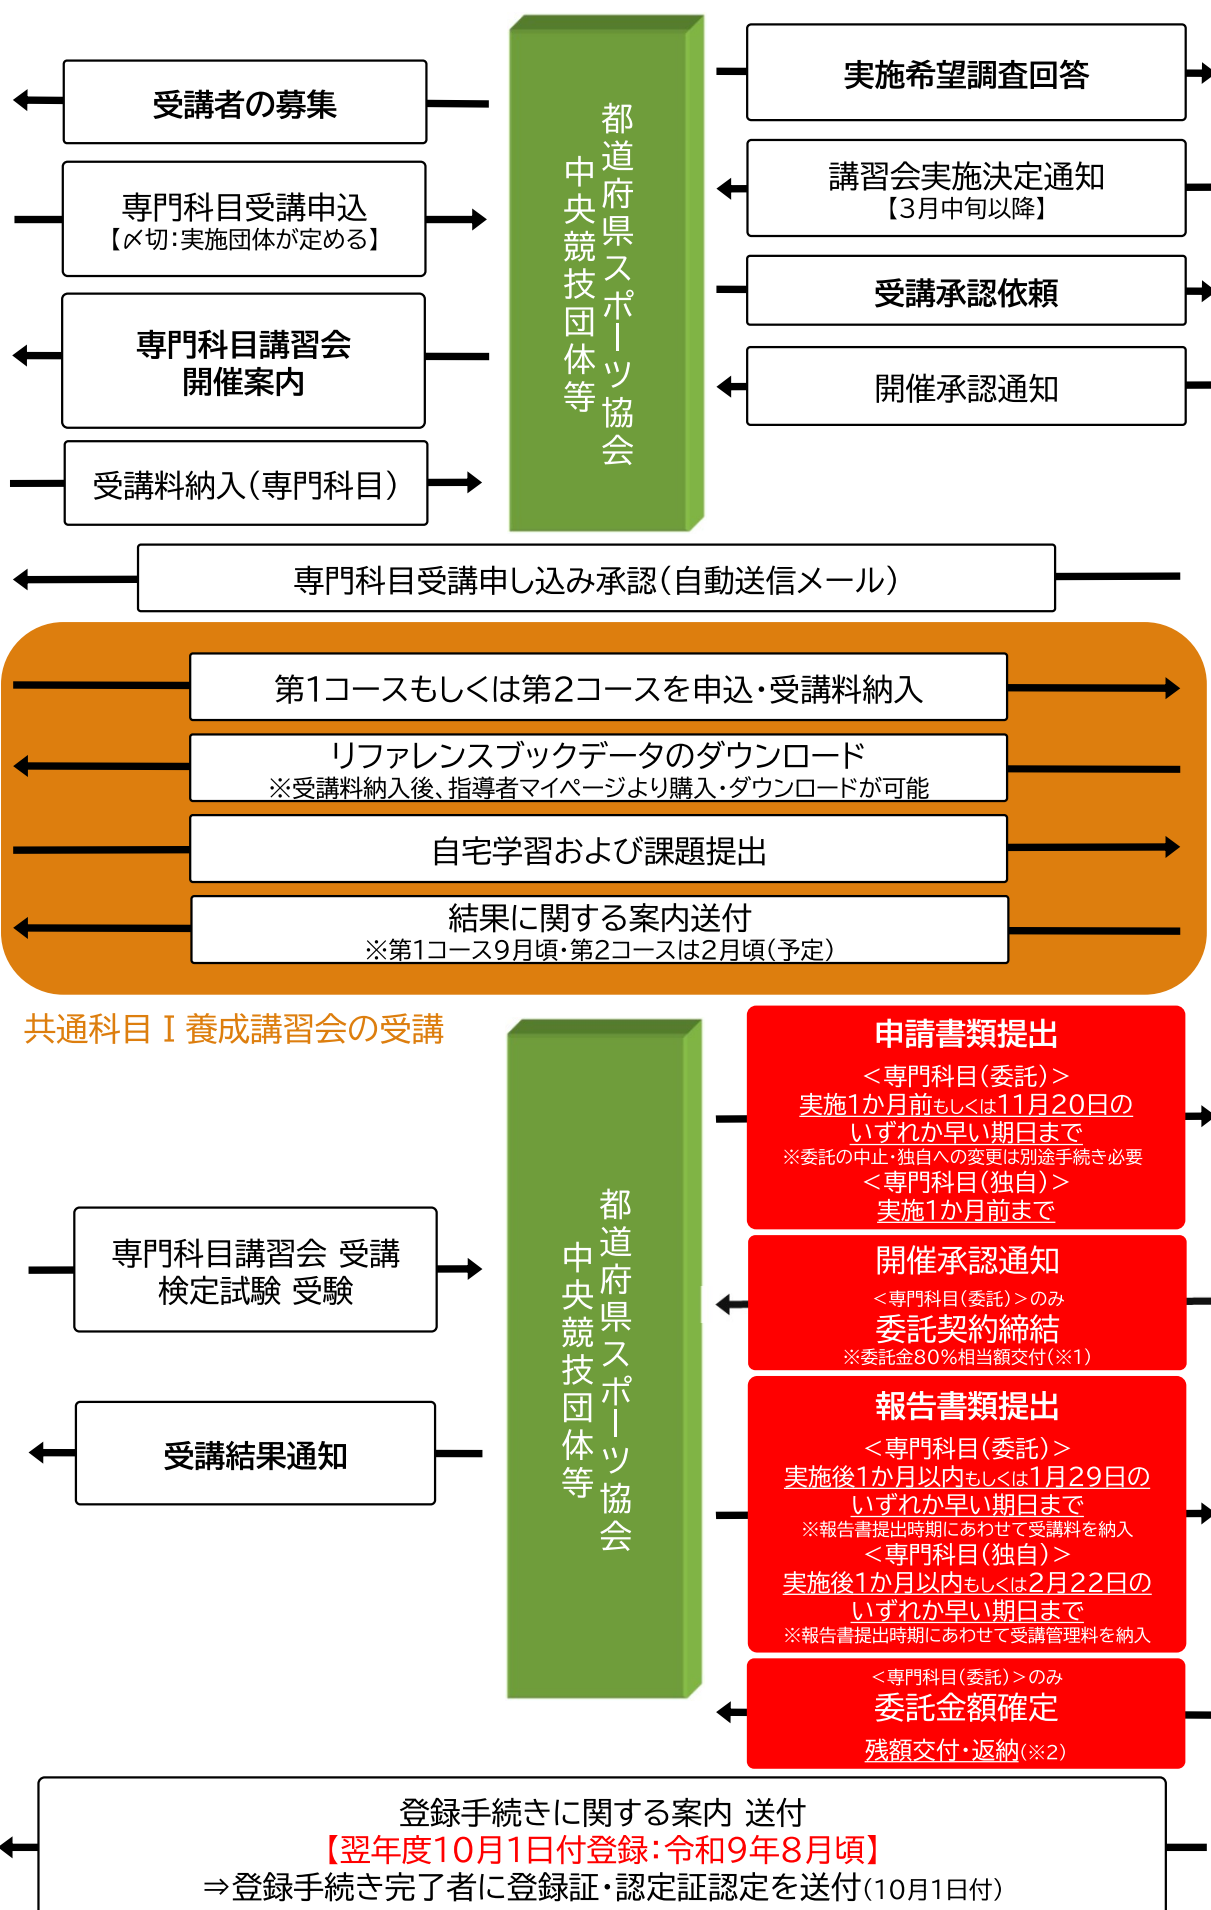 受講者の募集
専門科目受講申込
【〆切：実施団体が定める】
専門科目講習会
開催案内
受講料納入（専門科目）
都道府県スポーツ協会
中央競技団体等
実施希望調査回答
講習会実施決定通知
【3月中旬以降】
受講承認依頼
開催承認通知
専門科目受講申し込み承認（自動送信メール）
第1コースもしくは第2コースを申込・受講料納入
リファレンスブックデータのダウンロード
※受講料納入後、指導者マイページより購入・ダウンロードが可能
自宅学習および課題提出
結果に関する案内送付
※第1コース9月頃・第2コースは2月頃（予定）
共通科目Ⅰ養成講習会の受講
専門科目講習会 受講
検定試験 受験
受講結果通知
都道府県スポーツ協会
中央競技団体等
申請書類提出
＜専門科目（委託）＞
実施1か月前もしくは11月20日の
いずれか早い期日まで
※委託の中止・独自への変更は別途手続き必要
＜専門科目（独自）＞
実施1か月前まで
開催承認通知
＜専門科目（委託）＞のみ
委託契約締結
※委託金80％相当額交付（※1）
報告書類提出
＜専門科目（委託）＞
実施後1か月以内もしくは1月29日の
いずれか早い期日まで
※報告書提出時期にあわせて受講料を納入
＜専門科目（独自）＞
実施後1か月以内もしくは2月22日の
いずれか早い期日まで
※報告書提出時期にあわせて受講管理料を納入
＜専門科目（委託）＞のみ
委託金額確定
残額交付・返納（※2）
登録手続きに関する案内 送付
【翌年度10月1日付登録：令和9年8月頃】
⇒登録手続き完了者に登録証・認定証認定を送付（10月1日付）